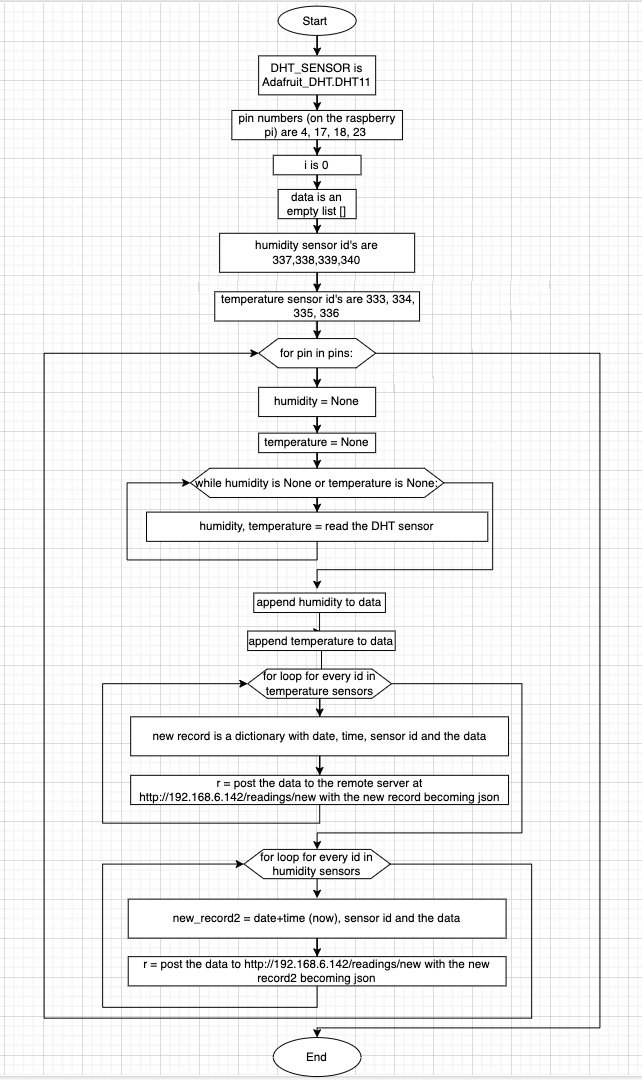 Start
DHT_SENSOR is
Adafruit_DHT.DHT11
pin numbers (on the raspberry
pi) are 4, 17, 18, 23
i is 0
data is an
empty list []
humidity sensor id's are
337,338,339,340
temperature sensor id's are 333, 334,
335, 336
for pin in pins:
humidity = None
temperature = None
while humidity is None or temperature is None:
humidity, temperature = read the DHT sensor
append humidity to data
append temperature to data
for loop for every id in
temperature sensors
new record is a dictionary with date, time, sensor id and the data
r = post the data to the remote server at
http://192.168.6.142/readings/new with the new record becoming json
for loop for every id in
humidity sensors
new_record2 = date+time (now), sensor id and the data
r = post the data to http://192.168.6.142/readings/new with the new
record2 becoming json
End